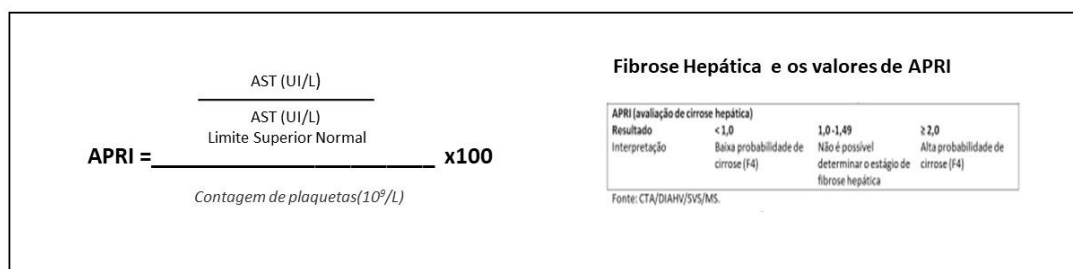 AST (UI/L)
AST (UI/L)
Limite Superior Normal
APRI = x100
Contagem de plaquetas(10⁹/L)
Fibrose Hepática e os valores de APRI
APRI (avaliação de cirrose hepática)
Resultado < 1,0 1,0 -1,49 ≥ 2,0
Interpretação Baixa probabilidade de Não é possível Alta probabilidade de
cirrose (F4) determinar o estágio de cirrose (F4)
fibrose hepática
Fonte: CTA/DIAHV/SVS/MS.